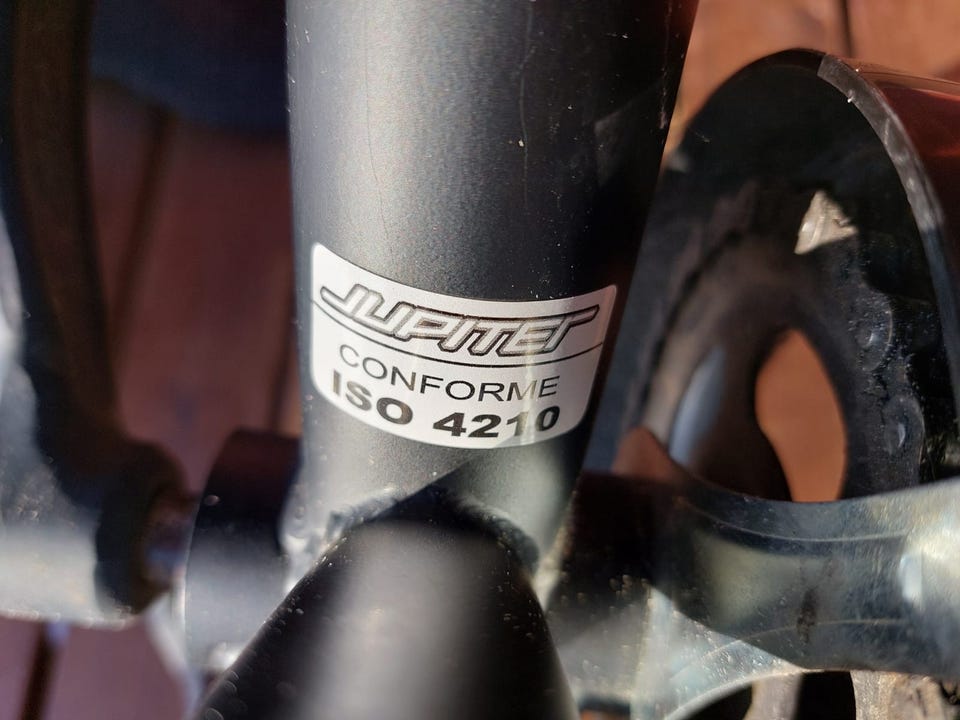 JUPITER
CONFORME
ISO 4210